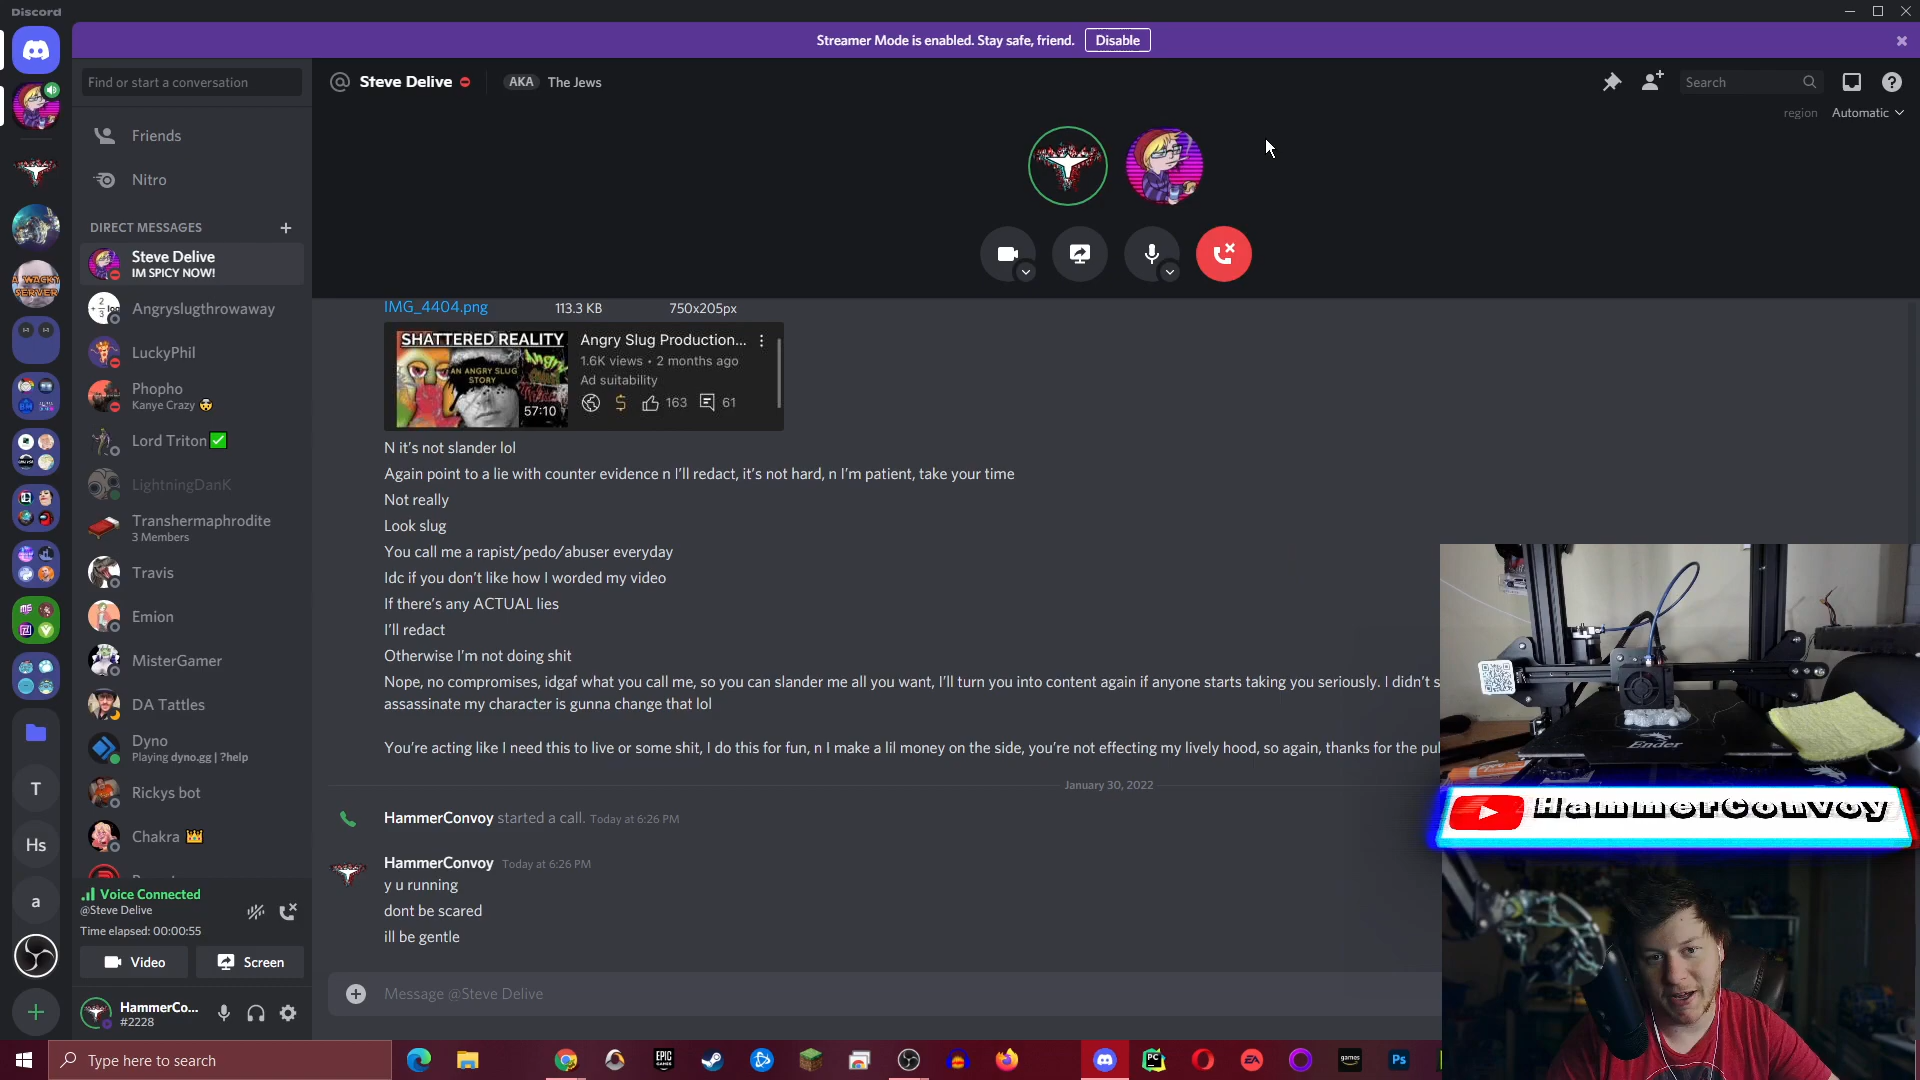 Discord
Streamer Mode is enabled. Stay safe, friend.
Disable
Find or start a conversation
Steve Delive
AKA
The Jews
Search
region
Automatic
Friends
Nitro
DIRECT MESSAGES
Steve Delive
IM SPICY NOW!
Angryslugthrowaway
LuckyPhil
Phopho
Kanye Crazy
Lord Triton
LightningDanK
Transhermaphrodite
3 Members
Travis
Emion
MisterGamer
DA Tattles
Dyno
Playing dyno.gg | ?help
Rickys bot
Chakra
A WACKY
SERVER
T
Hs
a
IMG_4404.png
113.3 KB
750x205px
SHATTERED REALITY
AN ANGRY SLUG
STORY
57:10
Angry Slug Production...
1.6K views • 2 months ago
Ad suitability
163
61
N it's not slander lol
Again point to a lie with counter evidence n I'll redact, it's not hard, n I'm patient, take your time
Not really
Look slug
You call me a rapist/pedo/abuser everyday
Idc if you don't like how I worded my video
If there's any ACTUAL lies
I'll redact
Otherwise I'm not doing shit
Nope, no compromises, idgaf what you call me, so you can slander me all you want, I'll turn you into content again if anyone starts taking you seriously. I didn't
assassinate my character is gunna change that lol
You're acting like I need this to live or some shit, I do this for fun, n I make a lil money on the side, you're not effecting my lively hood, so again, thanks for the
January 30, 2022
HammerConvoy started a call. Today at 6:26 PM
HammerConvoy Today at 6:26 PM
y u running
dont be scared
ill be gentle
Message @Steve Delive
Voice Connected
@Steve Delive
Time elapsed: 00:00:55
Video
Screen
HammerCo...
#2228
Ender
HammerConvoy
Type here to search
EPIC
GAMES
PC
EA
games
Ps